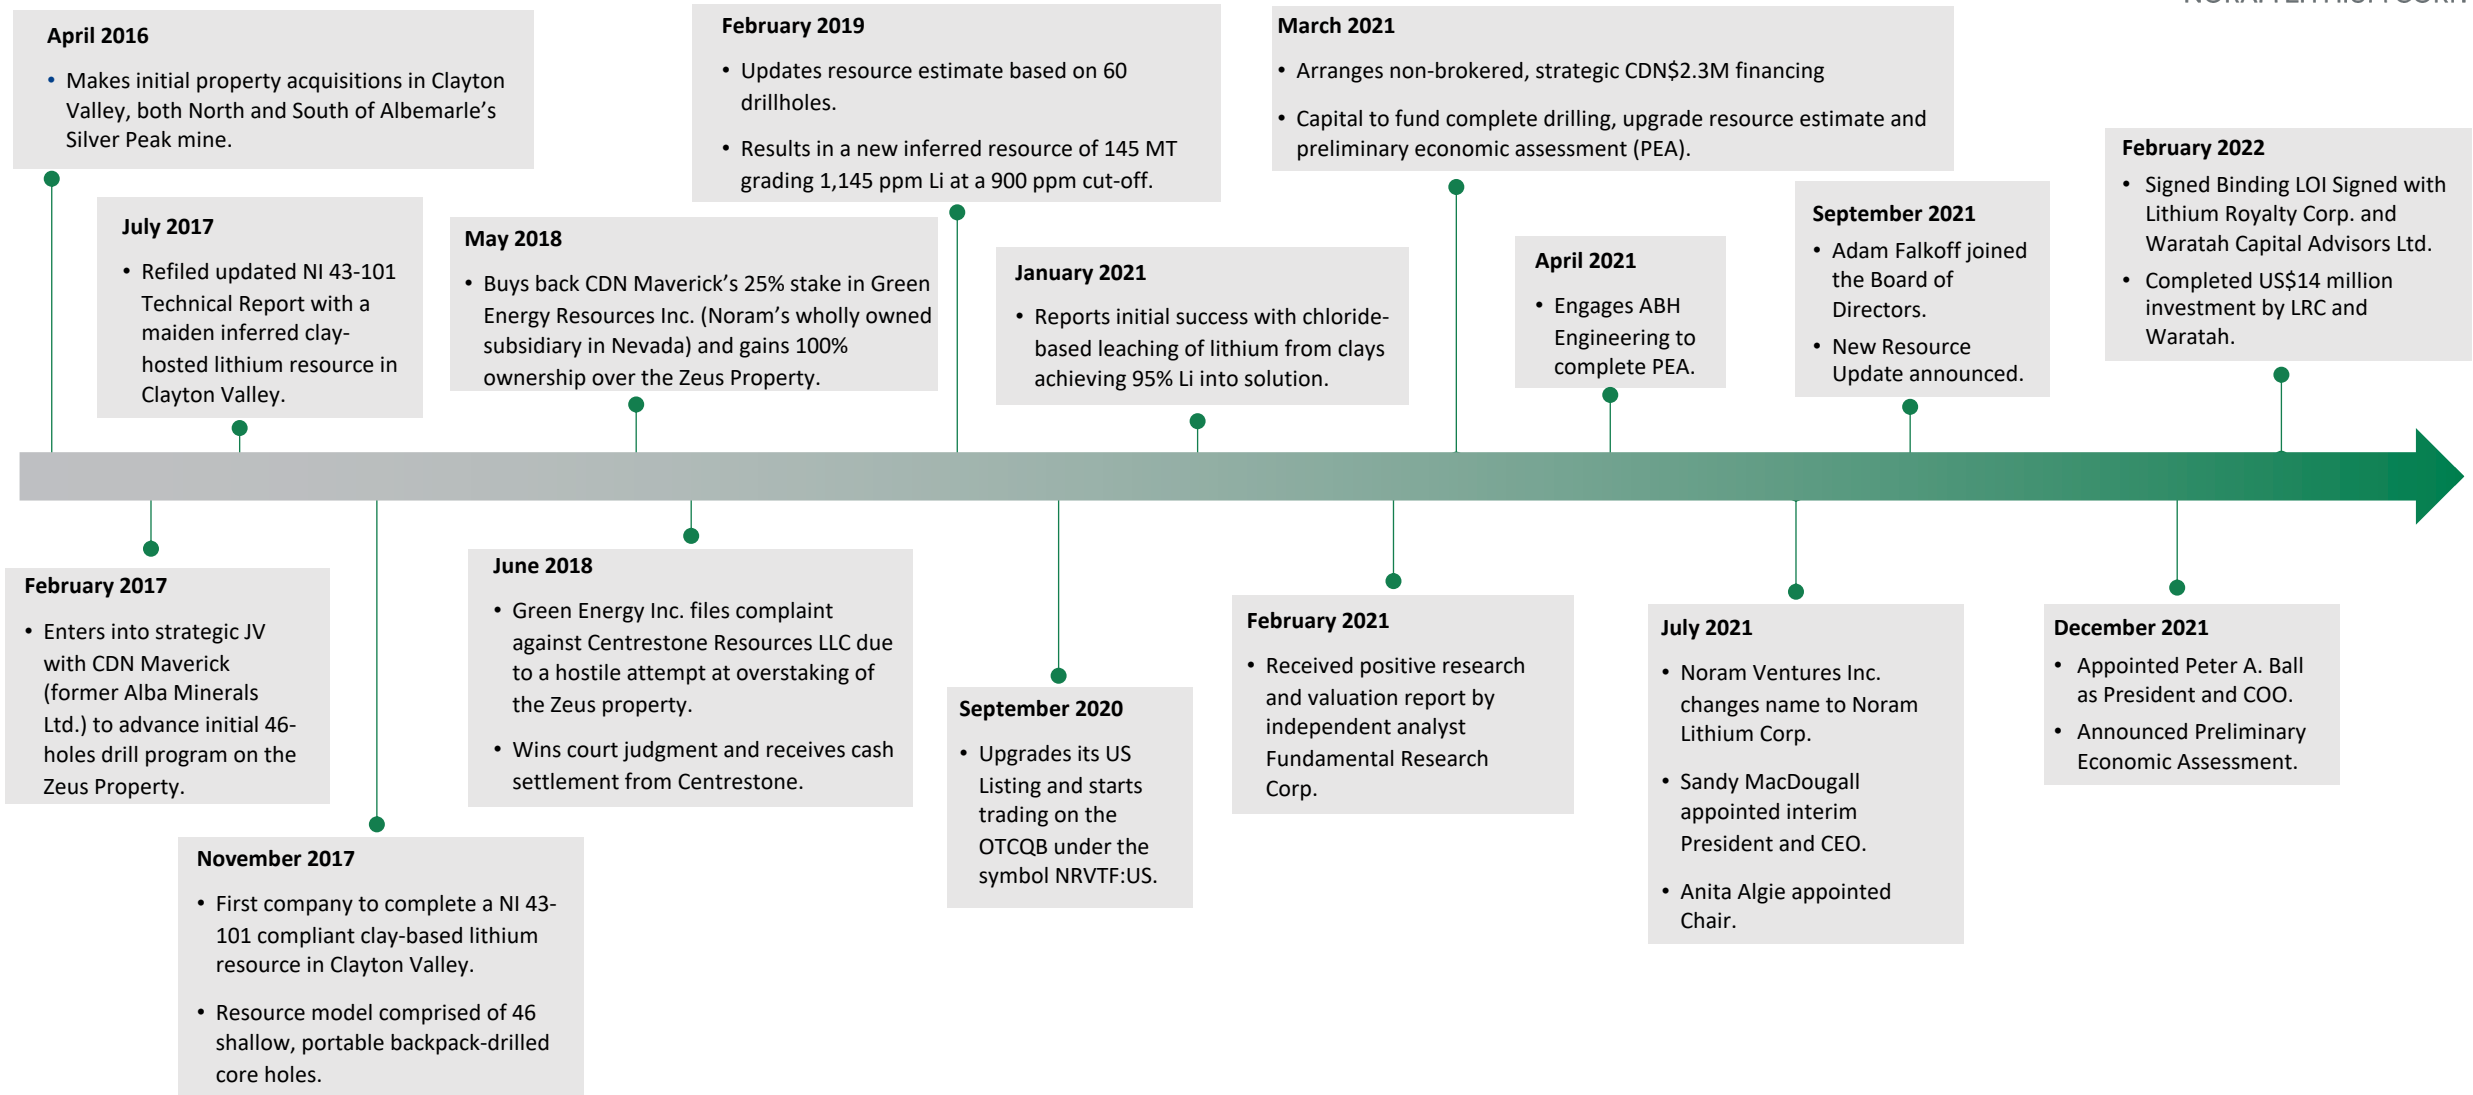 NORAM LITHIUM CORP.
April 2016
• Makes initial property acquisitions in Clayton
Valley, both North and South of Albemarle’s
Silver Peak mine.
July 2017
• Refiled updated NI 43-101
Technical Report with a
maiden inferred clay-
hosted lithium resource in
Clayton Valley.
May 2018
• Buys back CDN Maverick’s 25% stake in Green
Energy Resources Inc. (Noram’s wholly owned
subsidiary in Nevada) and gains 100%
ownership over the Zeus Property.
February 2019
• Updates resource estimate based on 60
drillholes.
• Results in a new inferred resource of 145 MT
grading 1,145 ppm Li at a 900 ppm cut-off.
January 2021
• Reports initial success with chloride-
based leaching of lithium from clays
achieving 95% Li into solution.
March 2021
• Arranges non-brokered, strategic CDN$2.3M financing
• Capital to fund complete drilling, upgrade resource estimate and
preliminary economic assessment (PEA).
April 2021
• Engages ABH
Engineering to
complete PEA.
September 2021
• Adam Falkoff joined
the Board of
Directors.
• New Resource
Update announced.
February 2022
• Signed Binding LOI Signed with
Lithium Royalty Corp. and
Waratah Capital Advisors Ltd.
• Completed US$14 million
investment by LRC and
Waratah.
February 2017
• Enters into strategic JV
with CDN Maverick
(former Alba Minerals
Ltd.) to advance initial 46-
holes drill program on the
Zeus Property.
November 2017
• First company to complete a NI 43-
101 compliant clay-based lithium
resource in Clayton Valley.
• Resource model comprised of 46
shallow, portable backpack-drilled
core holes.
June 2018
• Green Energy Inc. files complaint
against Centrestone Resources LLC due
to a hostile attempt at overstaking of
the Zeus property.
• Wins court judgment and receives cash
settlement from Centrestone.
September 2020
• Upgrades its US
Listing and starts
trading on the
OTCQB under the
symbol NRVTF:US.
February 2021
• Received positive research
and valuation report by
independent analyst
Fundamental Research
Corp.
July 2021
• Noram Ventures Inc.
changes name to Noram
Lithium Corp.
• Sandy MacDougall
appointed interim
President and CEO.
• Anita Algie appointed
Chair.
December 2021
• Appointed Peter A. Ball
as President and COO.
• Announced Preliminary
Economic Assessment.